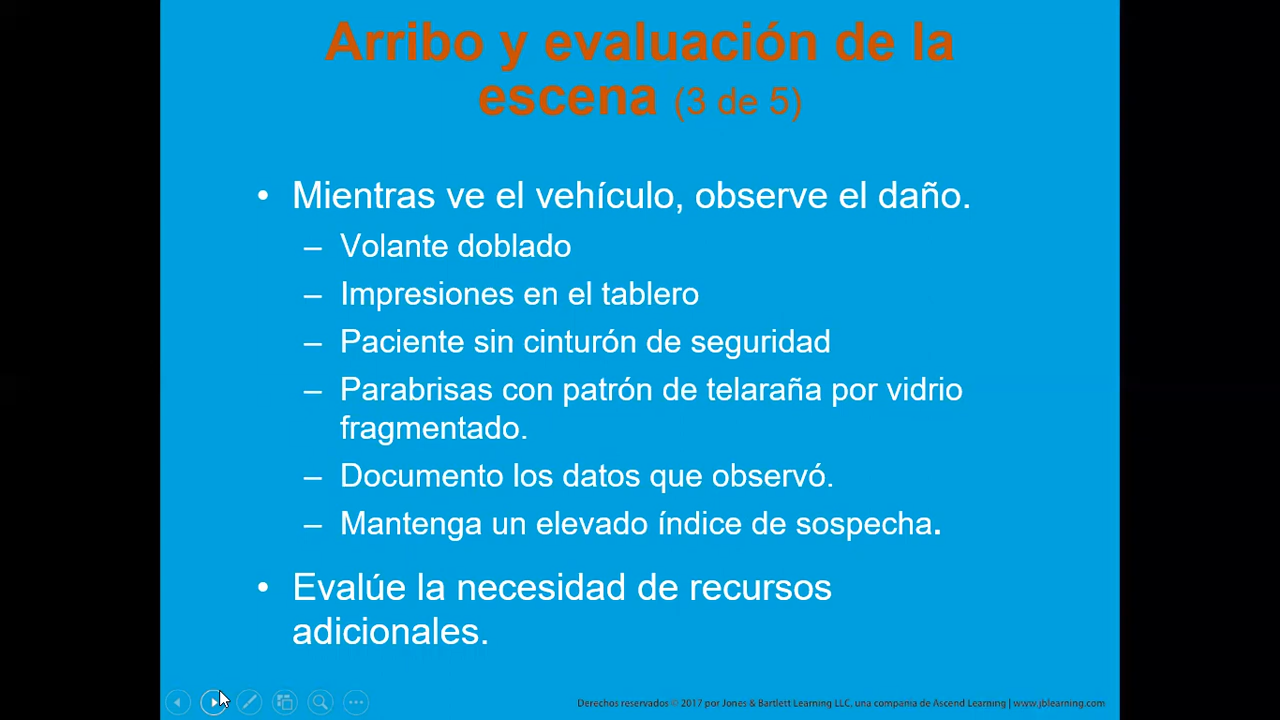 Arribo y evaluación de la
escena (3 de 5)
• Mientras ve el vehículo, observe el daño.
– Volante doblado
– Impresiones en el tablero
– Paciente sin cinturón de seguridad
– Parabrisas con patrón de telaraña por vidrio
fragmentado.
– Documento los datos que observó.
– Mantenga un elevado índice de sospecha.
• Evalúe la necesidad de recursos
adicionales.
Derechos reservados © 2017 por Jones & Bartlett Learning LLC, una compania de Ascend Learning | www.jblearning.com